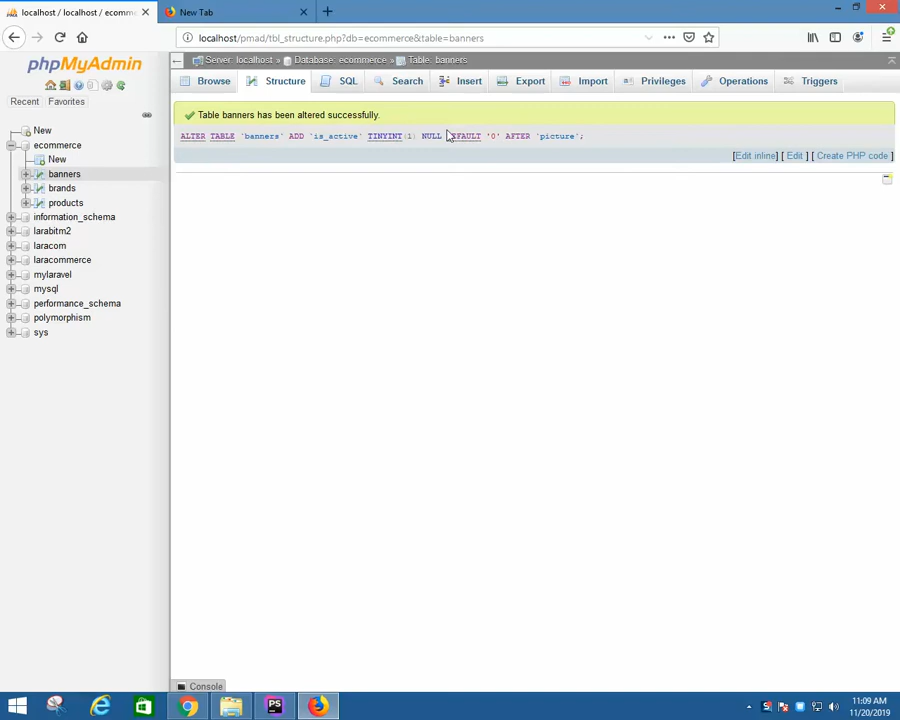 localhost / localhost / ecomm
New Tab
localhost/pmad/tbl_structure.php?db=ecommerce&table=banners
phpMyAdmin
Recent
Favorites
New
ecommerce
New
banners
brands
products
information_schema
larabitm2
laracom
laracommerce
mylaravel
mysql
performance_schema
polymorphism
sys
Server: localhost » Database: ecommerce » Table: banners
Browse
Structure
SQL
Search
Insert
Export
Import
Privileges
Operations
Triggers
Table banners has been altered successfully.
ALTER TABLE `banners` ADD `is_active` TINYINT(1) NULL DEFAULT '0' AFTER `picture`;
[Edit inline] [ Edit ] [ Create PHP code ]
Console
11:09 AM
11/20/2019